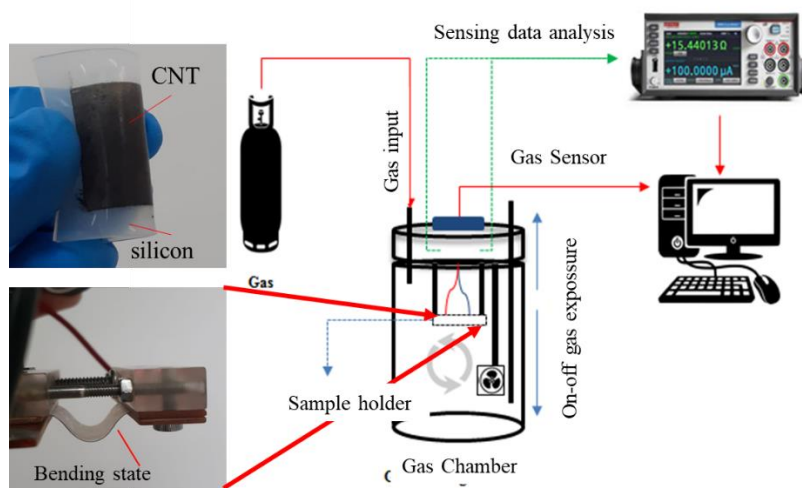 Sensing data analysis
+15.44013 Ω
+100.0000 µA
CNT
Gas input
Gas Sensor
silicon
Gas
On-off gas expossure
Sample holder
Bending state
Gas Chamber